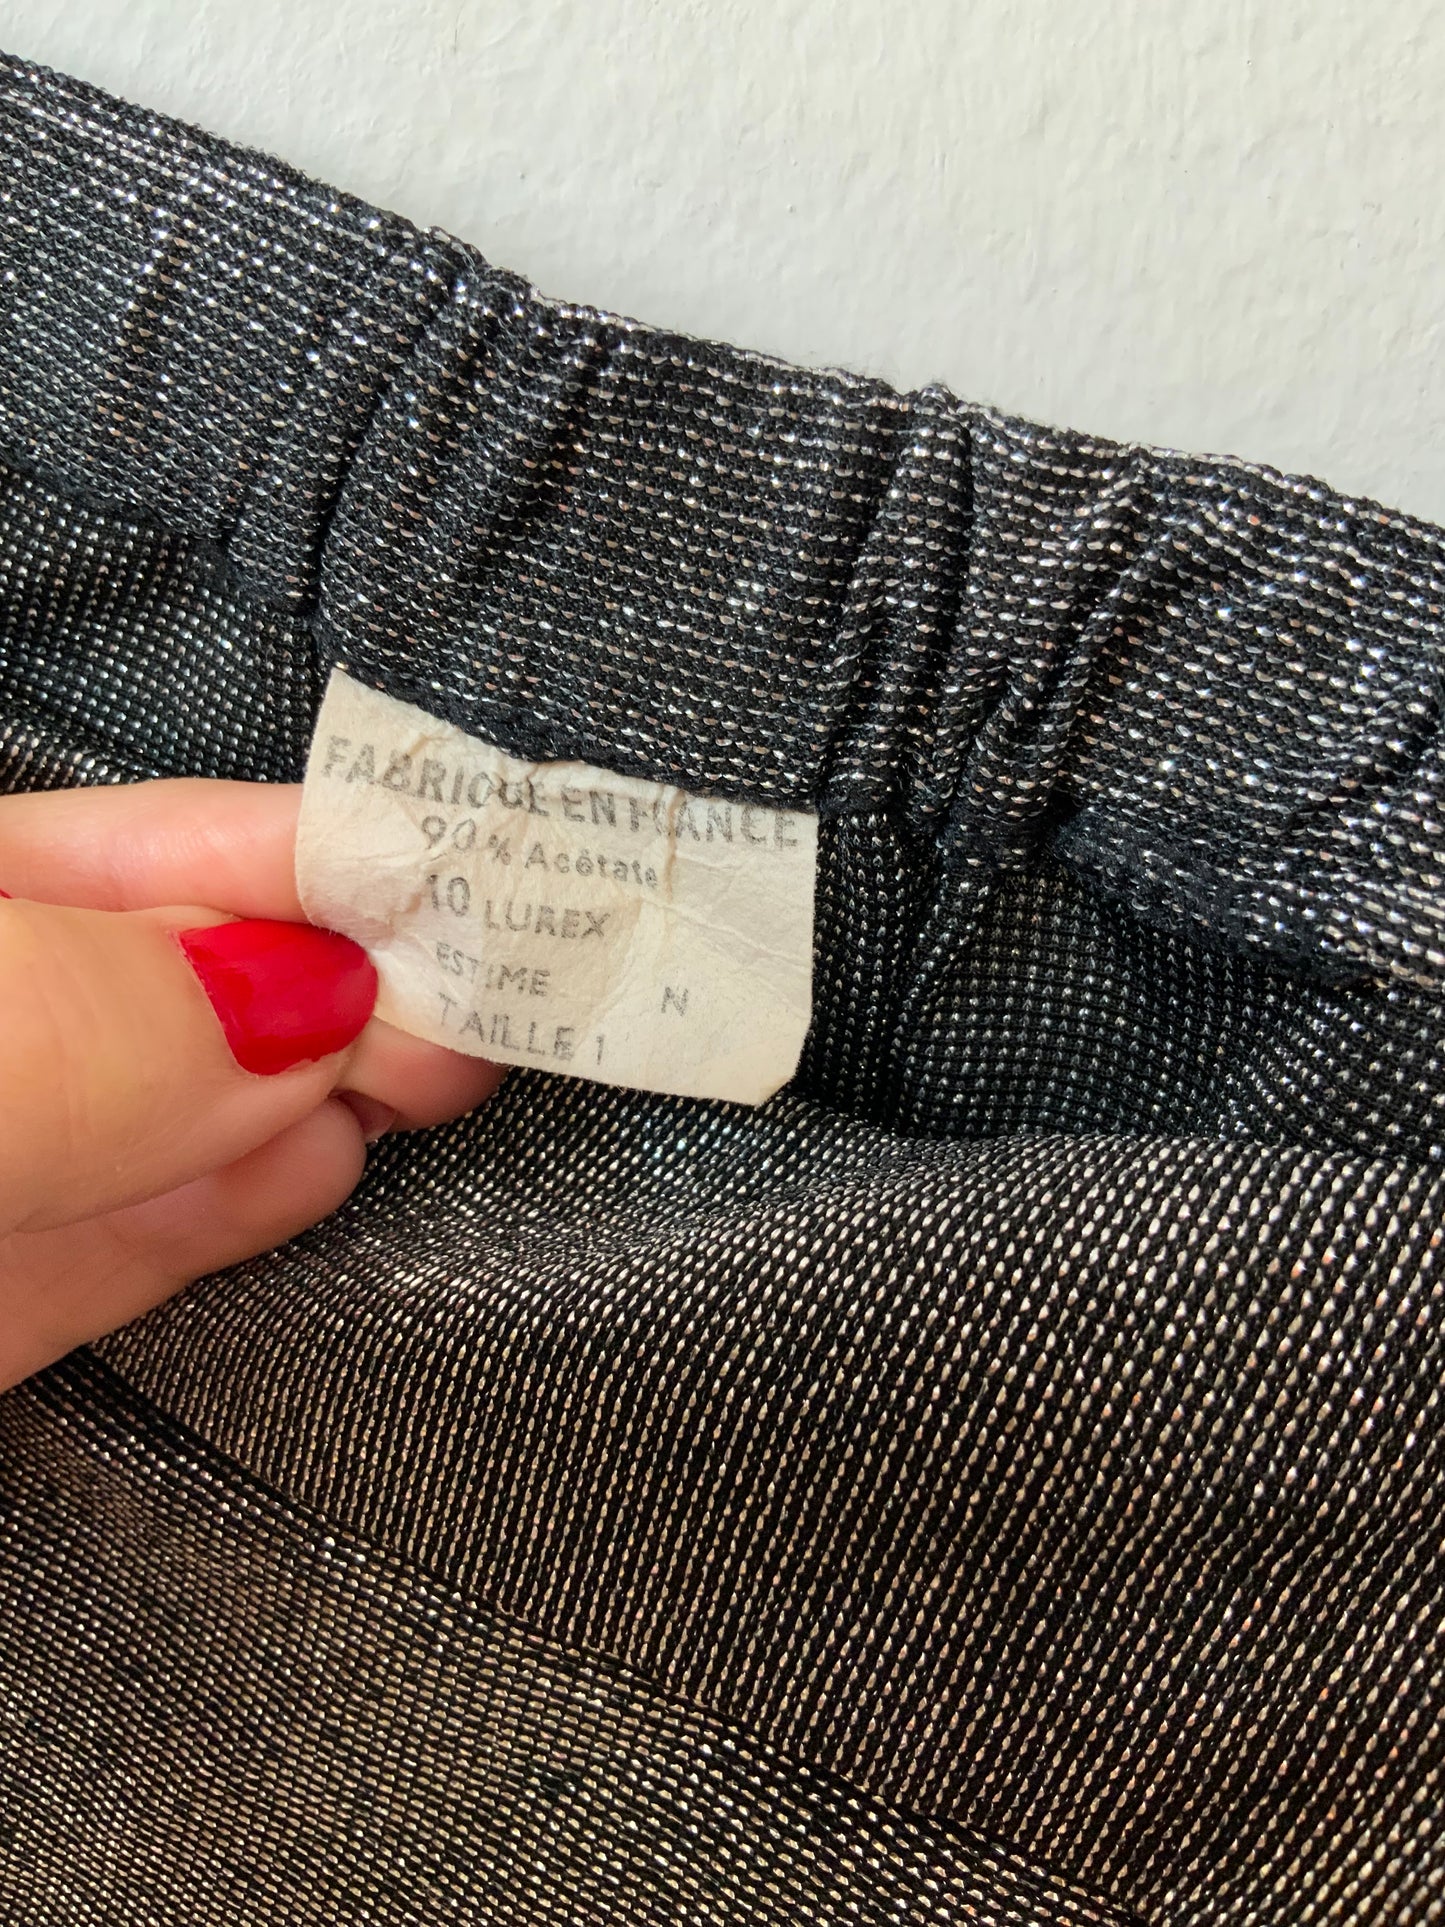 FABRIQUE EN FRANCE
90 % Acétate
10 LUREX
ESTIME N
TAILLE 1